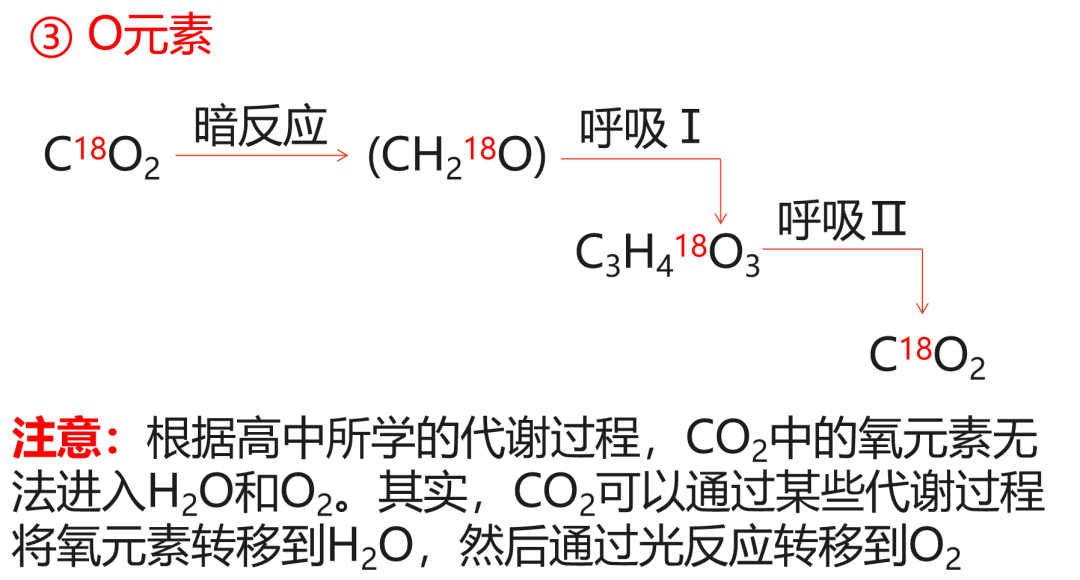 ③ O元素
C¹⁸O₂ 暗反应 (CH₂¹⁸O) 呼吸Ⅰ
C₃H₄¹⁸O₃ 呼吸Ⅱ
C¹⁸O₂
注意：根据高中所学的代谢过程，CO₂中的氧元素无
法进入H₂O和O₂。其实，CO₂可以通过某些代谢过程
将氧元素转移到H₂O，然后通过光反应转移到O₂